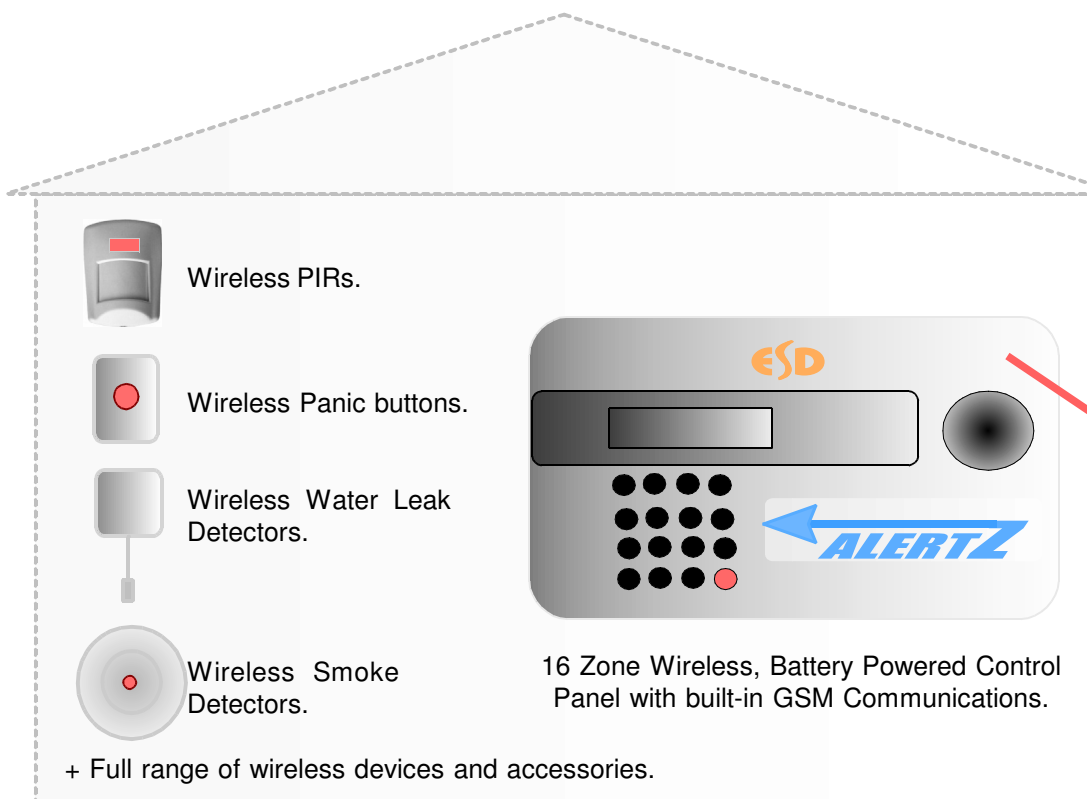 Wireless PIRs.
Wireless Panic buttons.
Wireless Water Leak
Detectors.
Wireless Smoke
Detectors.
+ Full range of wireless devices and accessories.
ESD
ALERTZ
16 Zone Wireless, Battery Powered Control
Panel with built-in GSM Communications.